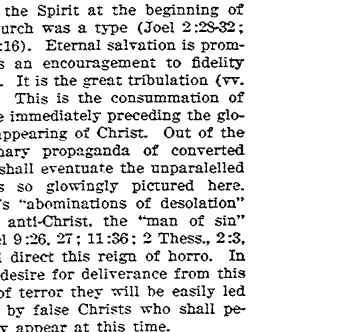 the Spirit at the beginning of
urch was a type (Joel 2:28-32;
:16). Eternal salvation is prom-
s an encouragement to fidelity
. It is the great tribulation (vv.
This is the consummation of
e immediately preceding the glo-
appearing of Christ. Out of the
nary propaganda of converted
shall eventuate the unparalelled
s so glowingly pictured here.
's "abominations of desolation"
anti-Christ, the "man of sin"
el 9:26, 27; 11:36; 2 Thess., 2:3,
l direct this reign of horro. In
desire for deliverance from this
of terror they will be easily led
by false Christs who shall pe-
y appear at this time.